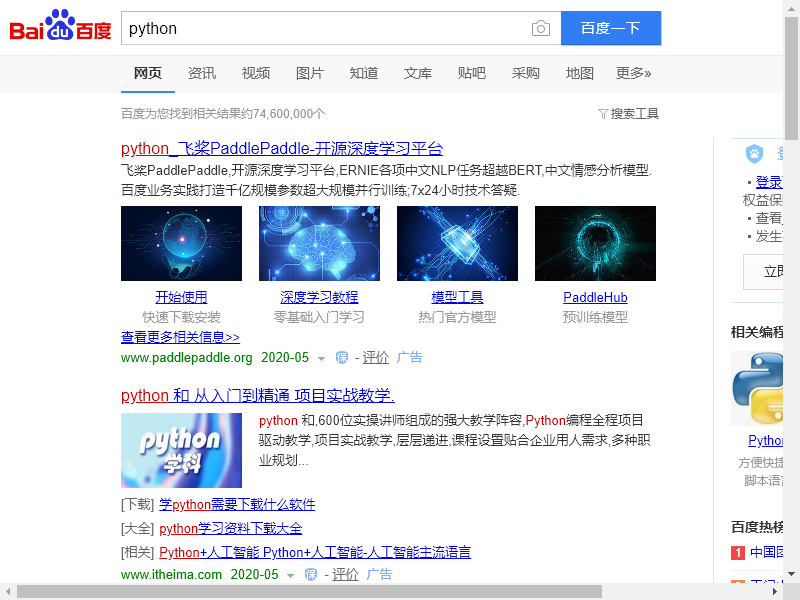 Bai du 百度
python
百度一下
网页 资讯 视频 图片 知道 文库 贴吧 采购 地图 更多»
百度为您找到相关结果约74,600,000个
搜索工具
python_飞桨PaddlePaddle-开源深度学习平台
飞桨PaddlePaddle,开源深度学习平台,ERNIE各项中文NLP任务超越BERT,中文情感分析模型.
百度业务实践打造千亿规模参数超大规模并行训练;7x24小时技术答疑.
开始使用 深度学习教程 模型工具 PaddleHub
快速下载安装 零基础入门学习 热门官方模型 预训练模型
查看更多相关信息>>
www.paddlepaddle.org 2020-05 保 - 评价 广告
python 和 从入门到精通 项目实战教学.
python
学科
python 和,600位实操讲师组成的强大教学阵容,Python编程全程项目
驱动教学,项目实战教学,层层递进,课程设置贴合企业用人需求,多种职
业规划...
[下载] 学python需要下载什么软件
[大全] python学习资料下载大全
[相关] Python+人工智能 Python+人工智能-人工智能主流语言
www.itheima.com 2020-05 保 - 评价 广告
登录
权益保
查看
发生
立即
相关编程
Python
方便快捷
脚本语言
百度热榜
1 中国